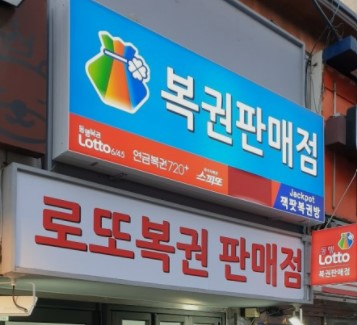 복권판매점
동행복권
Lotto 6/45
연금복권720+
스피또
Jackpot
잭팟복권방
로또복권 판매점
Lotto
복권판매점